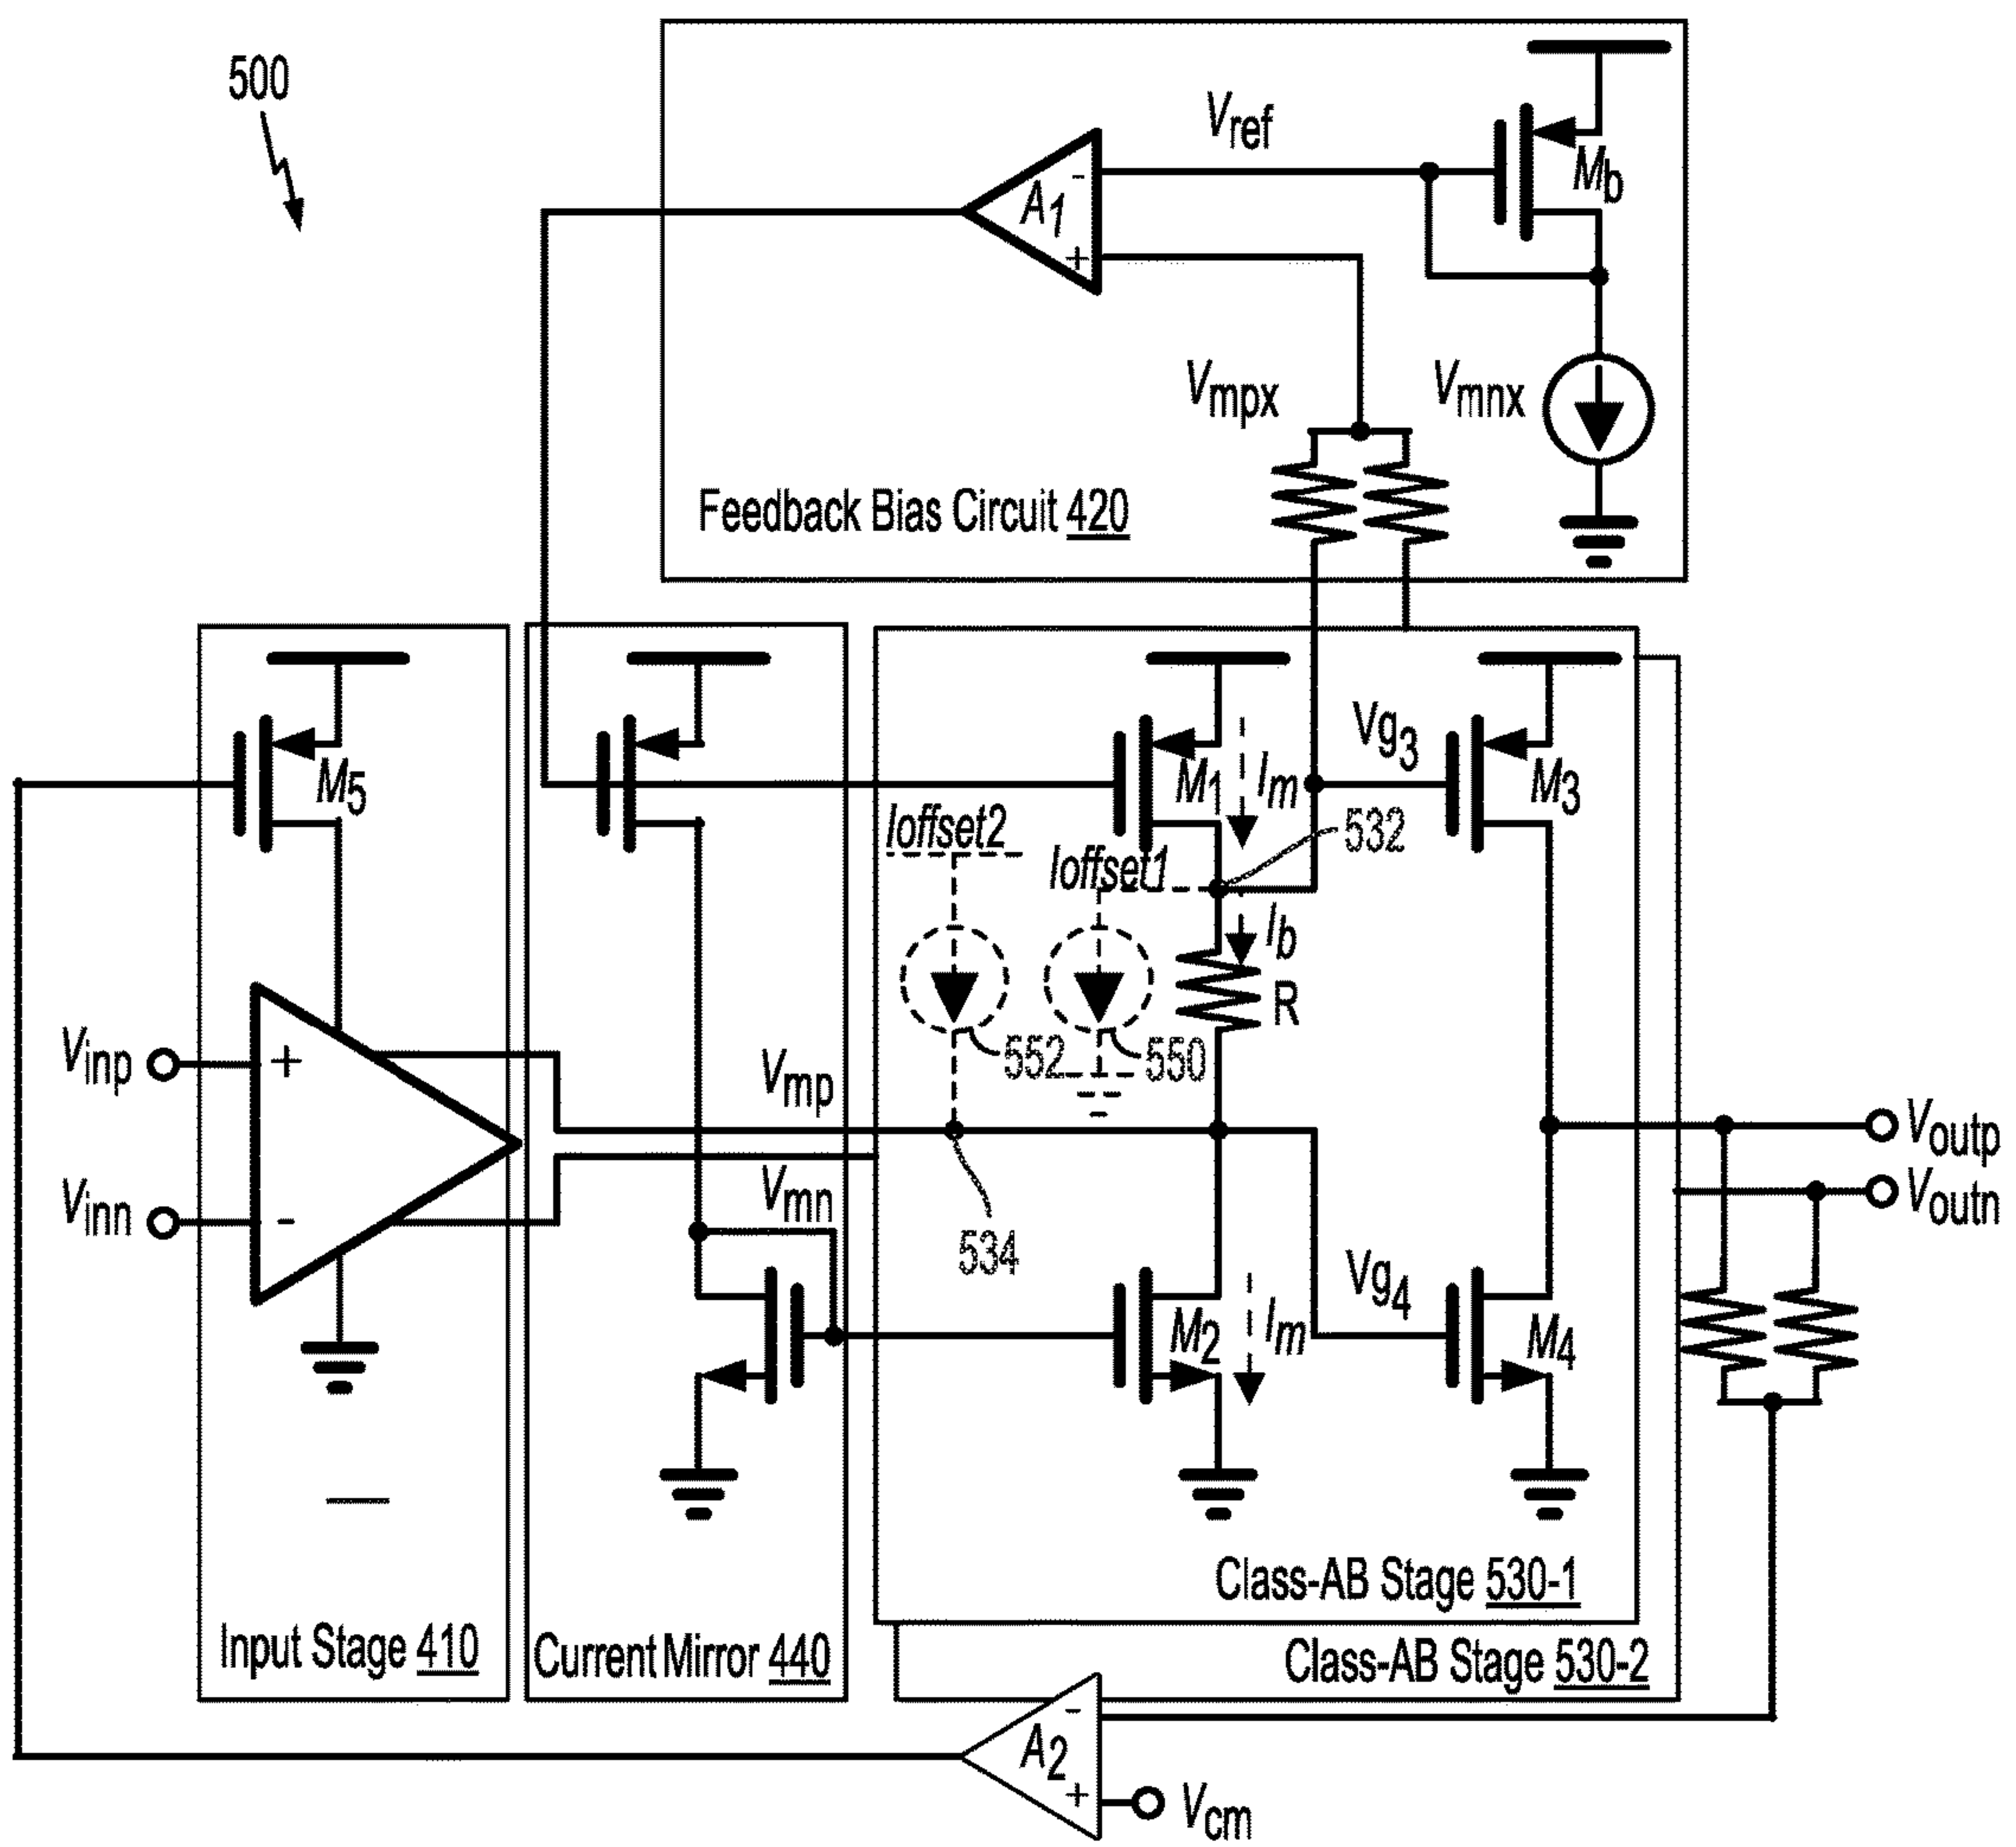 500
Vref
Mb
A1
-
+
Vmpx
Vmnx
Feedback Bias Circuit 420
M5
M1
Im
Vg3
M3
Ioffset2
Ioffset1
532
Ib
R
552
550
Vinp
+
Vmp
Voutp
Vinn
-
Vmn
Voutn
534
Vg4
M2
Im
M4
Class-AB Stage 530-1
Input Stage 410
Current Mirror 440
Class-AB Stage 530-2
A2
-
+
Vcm